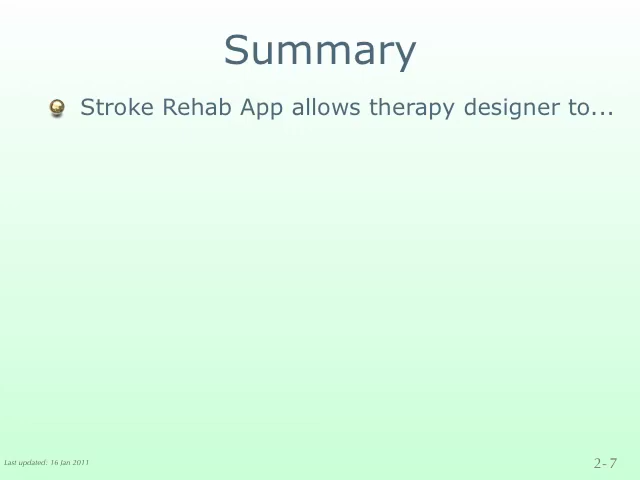 Summary
Stroke Rehab App allows therapy designer to...
Last updated: 16 Jan 2011
2-7